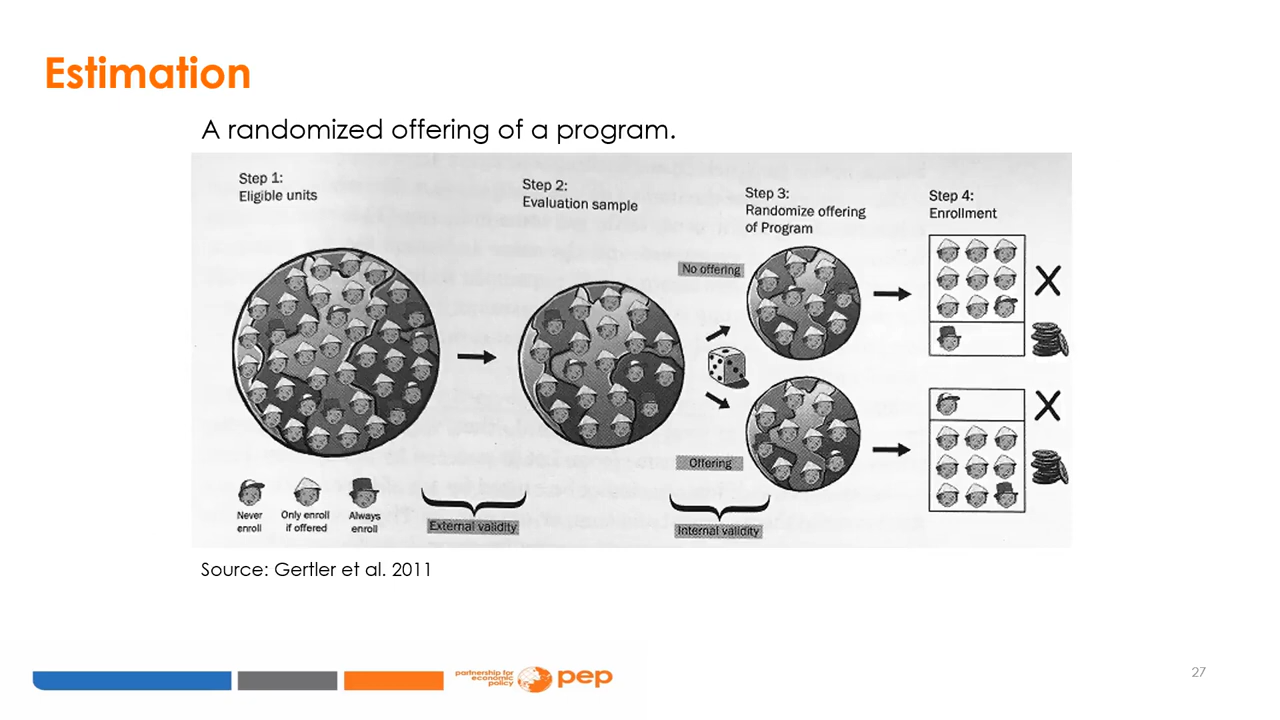 Estimation
A randomized offering of a program.
Step 1:
Eligible units
Step 2:
Evaluation sample
Step 3:
Randomize offering
of Program
Step 4:
Enrollment
No offering
Offering
Never
enroll
Only enroll
if offered
Always
enroll
External validity
Internal validity
Source: Gertler et al. 2011
partnership for
economic
policy
pep
27